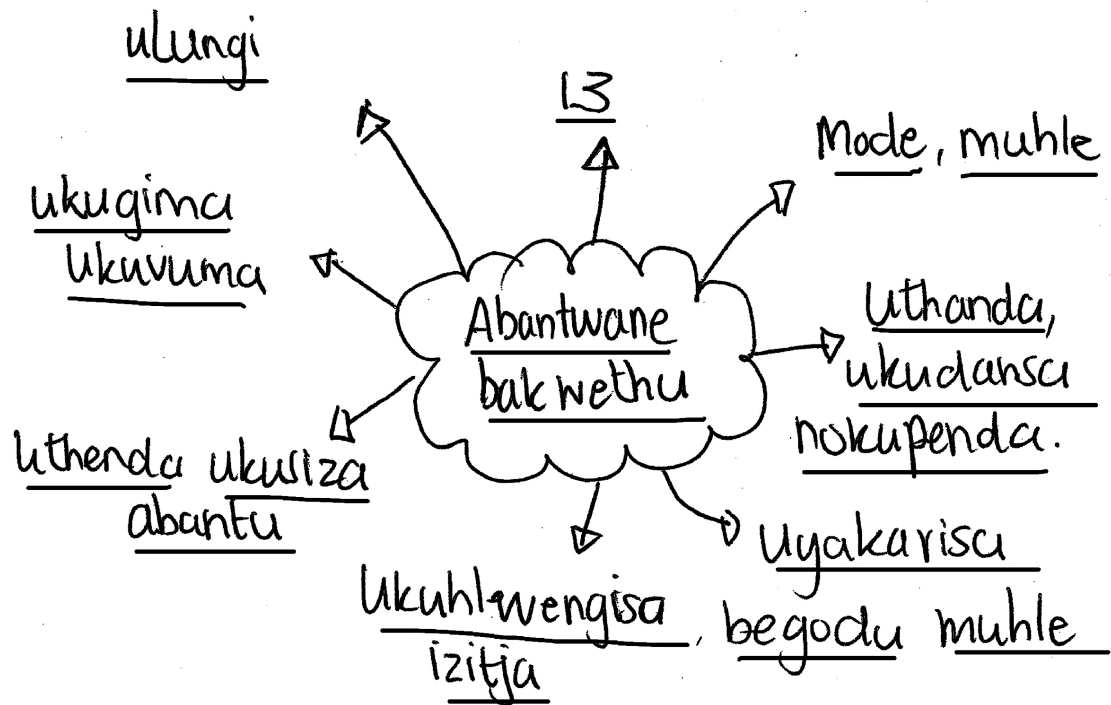 ulungi
13
Mode, muhle
ukugima
ukuvuma
Abantwane
bakwethu
Uthanda,
ukudansa
nokupenda.
Uthenda ukusiza
abantu
Uyakarisa
begodu muhle
Ukuhlwengisa,
izitja